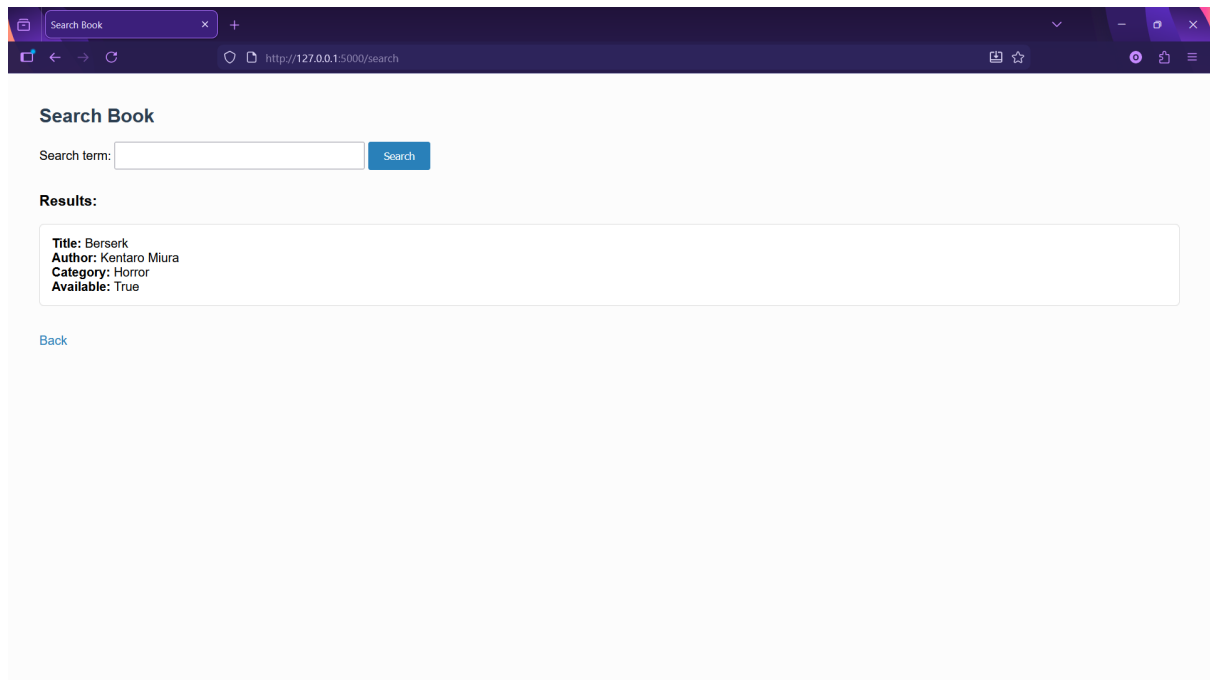 Search Book
http://127.0.0.1:5000/search
Search Book
Search term:
Search
Results:
Title: Berserk
Author: Kentaro Miura
Category: Horror
Available: True
Back